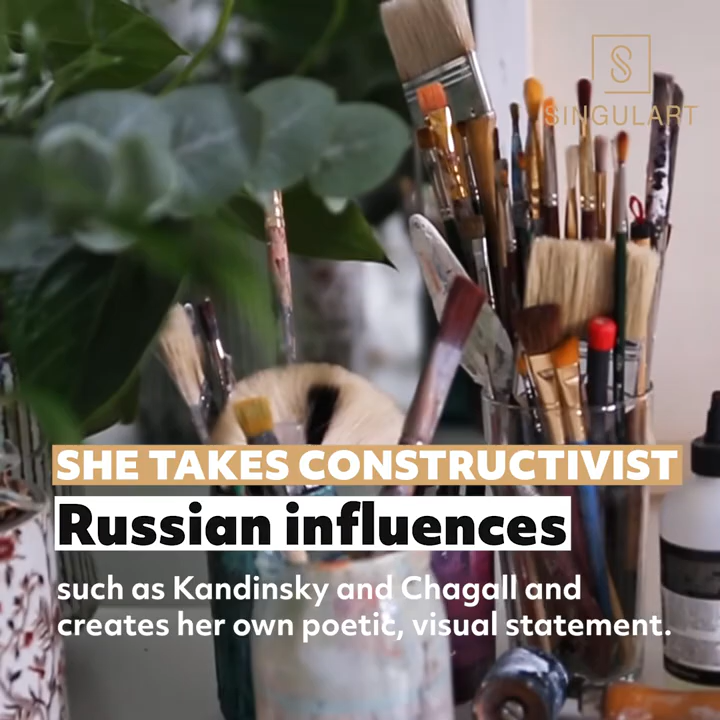 S
SINGULART
SHE TAKES CONSTRUCTIVIST
Russian influences
such as Kandinsky and Chagall and
creates her own poetic, visual statement.